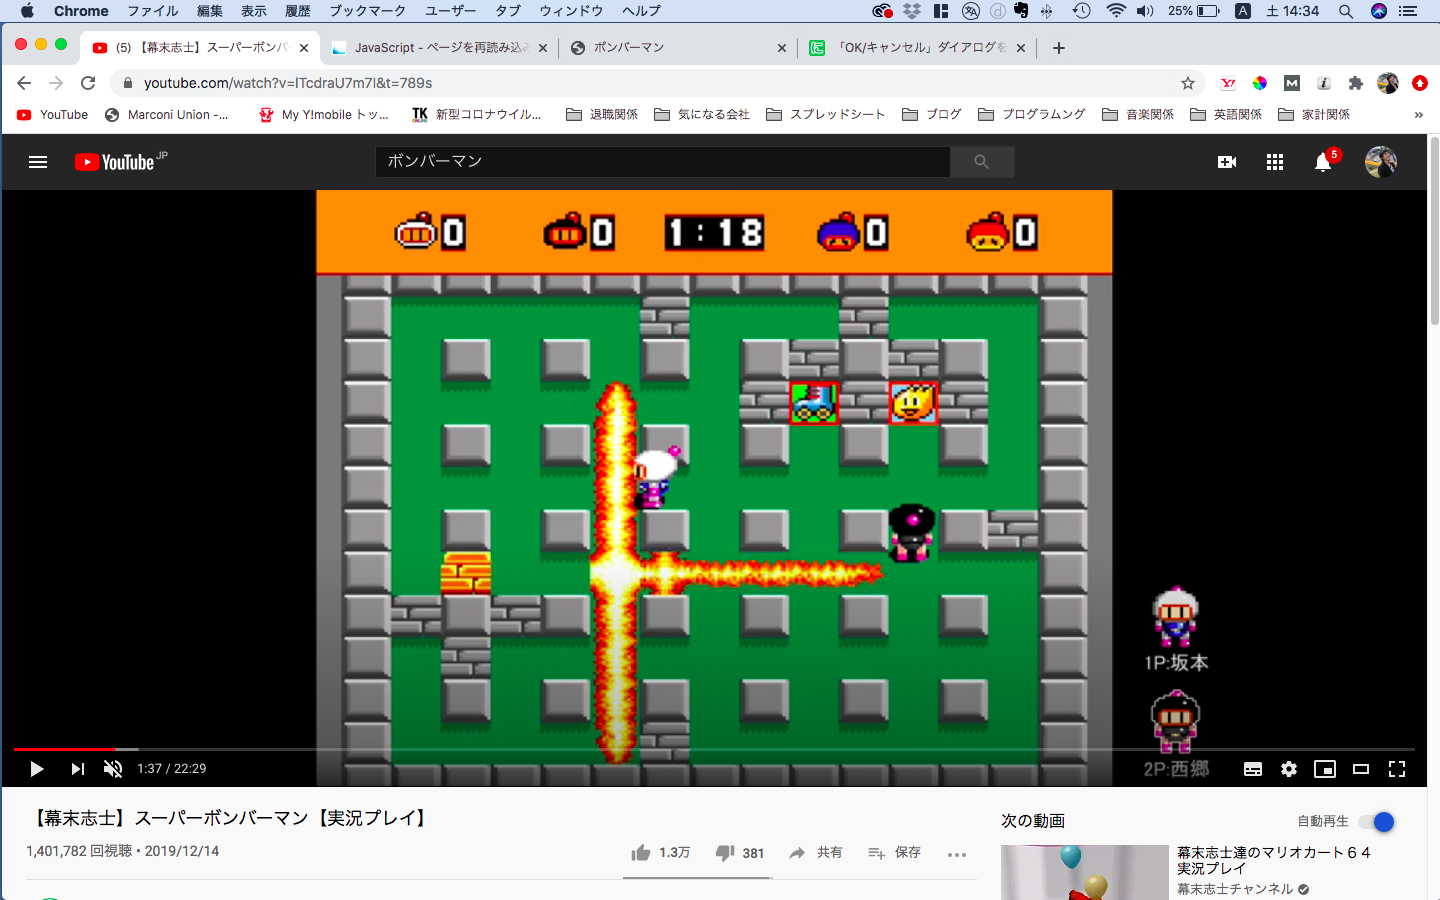 Chrome ファイル 編集 表示 履歴 ブックマーク ユーザー タブ ウィンドウ ヘルプ 25% A 土 14:34
(5) 【幕末志士】スーパーボンバー
JavaScript - ページを再読み込み
ボンバーマン
「OK/キャンセル」ダイアログを
youtube.com/watch?v=lTcdraU7m7I&t=789s
YouTube Marconi Union -... My Y!mobile トッ... 新型コロナウイル... 退職関係 気になる会社 スプレッドシート ブログ プログラムング 音楽関係 英語関係 家計関係 »
YouTube JP
ボンバーマン
5
0 0 1:18 0 0
1P:坂本
2P:西郷
1:37 / 22:29
【幕末志士】スーパーボンバーマン【実況プレイ】
1,401,782 回視聴・2019/12/14
1.3万 381 共有 保存
次の動画 自動再生
幕末志士達のマリオカート６４
実況プレイ
幕末志士チャンネル